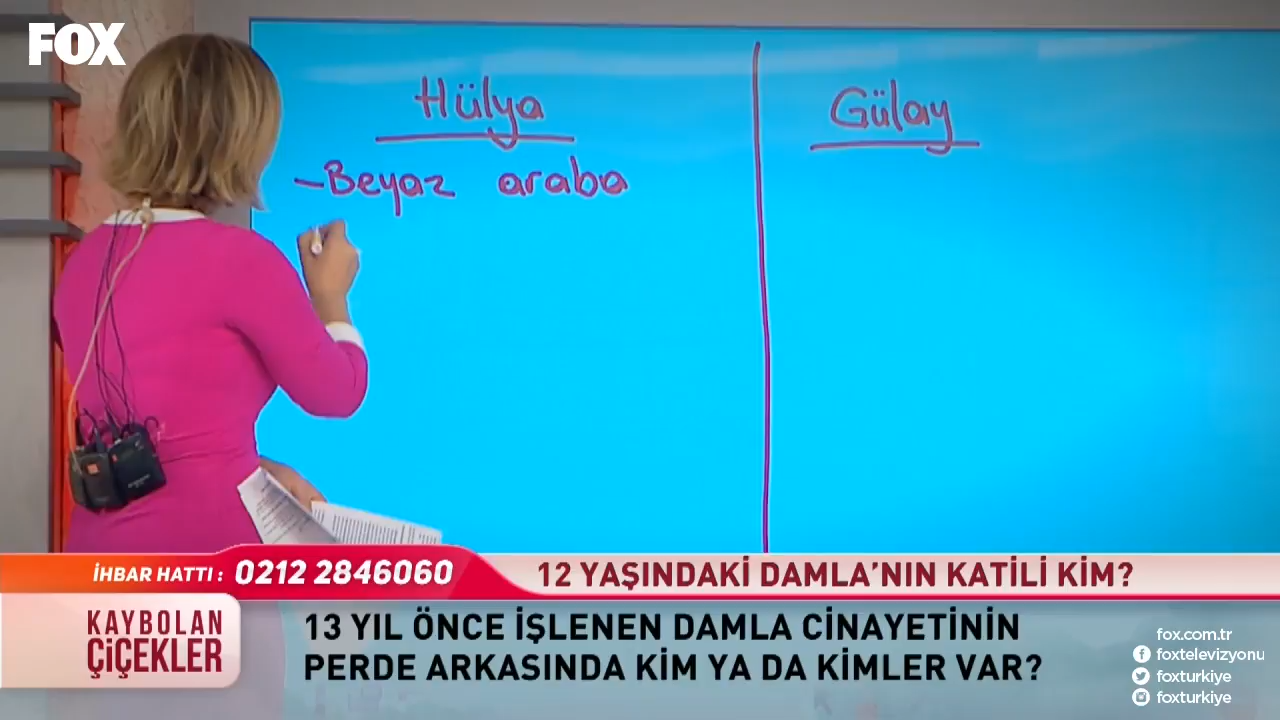 FOX
Hülya
Gülay
-Beyaz araba
İHBAR HATTI : 0212 2846060
12 YAŞINDAKİ DAMLA'NIN KATİLİ KİM?
KAYBOLAN
ÇİÇEKLER
13 YIL ÖNCE İŞLENEN DAMLA CİNAYETİNİN
PERDE ARKASINDA KİM YA DA KİMLER VAR?
fox.com.tr
foxtelevizyonu
foxturkiye
foxturkiye